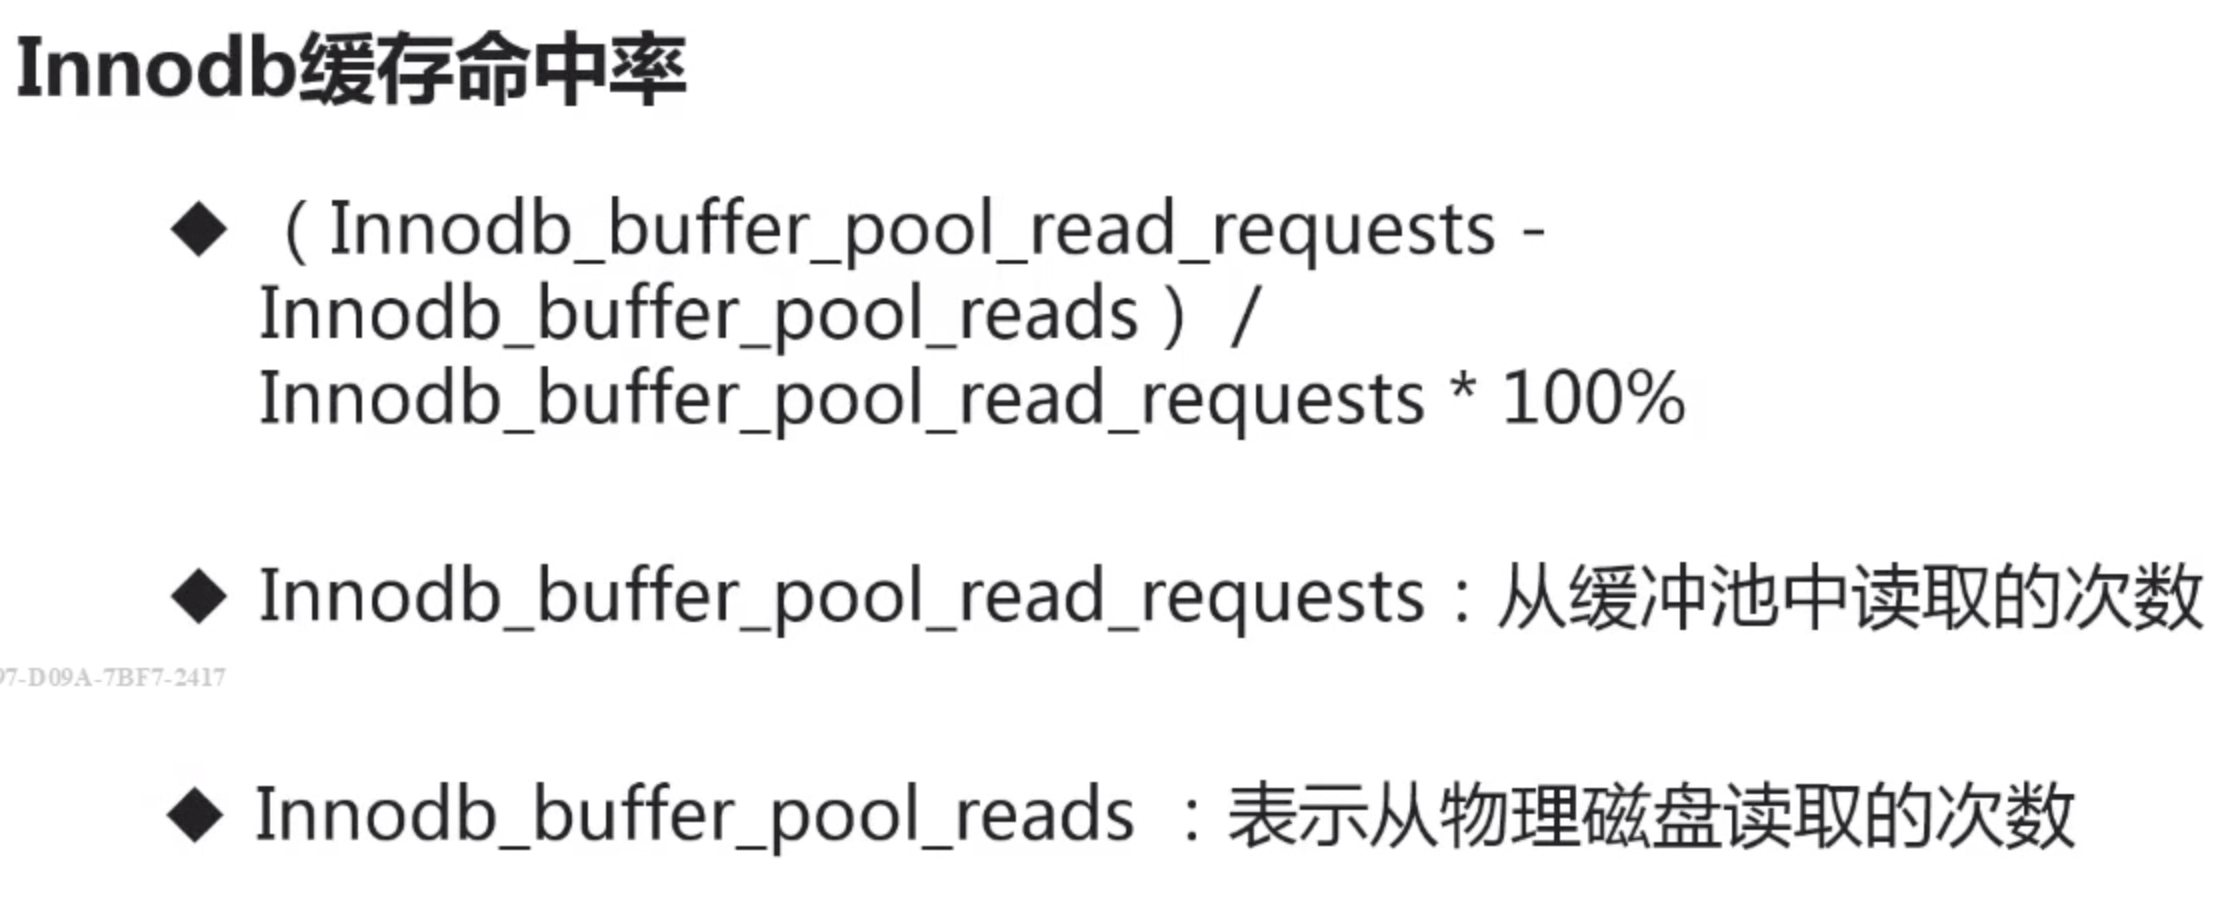 Innodb缓存命中率
◆ （Innodb_buffer_pool_read_requests -
Innodb_buffer_pool_reads）/
Innodb_buffer_pool_read_requests * 100%
◆ Innodb_buffer_pool_read_requests：从缓冲池中读取的次数
97-D09A-7BF7-2417
◆ Innodb_buffer_pool_reads ：表示从物理磁盘读取的次数